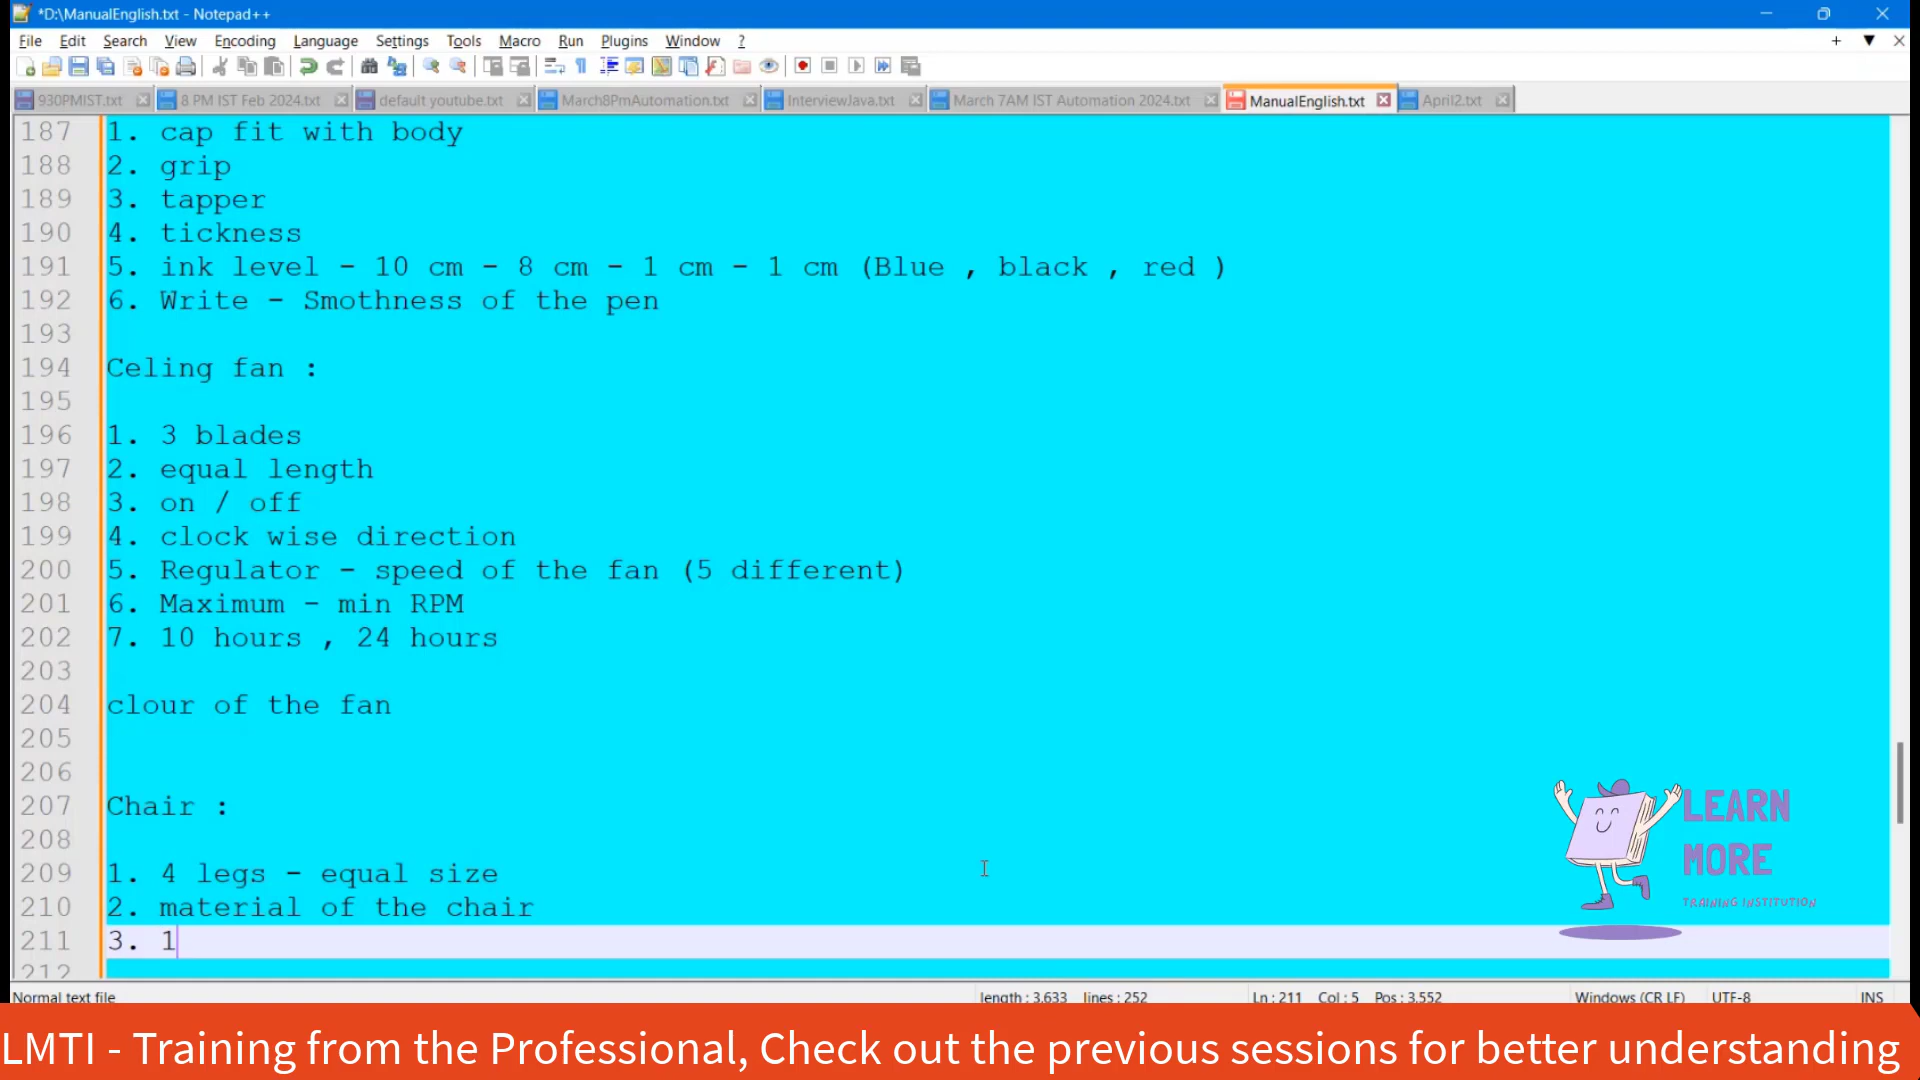 *D:\ManualEnglish.txt - Notepad++
File Edit Search View Encoding Language Settings Tools Macro Run Plugins Window ?
930PMIST.txt 8 PM IST Feb 2024.txt default youtube.txt March8PmAutomation.txt InterviewJava.txt March 7AM IST Automation 2024.txt ManualEnglish.txt April2.txt
187 1. cap fit with body
188 2. grip
189 3. tapper
190 4. tickness
191 5. ink level - 10 cm - 8 cm - 1 cm - 1 cm (Blue , black , red )
192 6. Write - Smothness of the pen
193
194 Celing fan :
195
196 1. 3 blades
197 2. equal length
198 3. on / off
199 4. clock wise direction
200 5. Regulator - speed of the fan (5 different)
201 6. Maximum - min RPM
202 7. 10 hours , 24 hours
203
204 clour of the fan
205
206
207 Chair :
208
209 1. 4 legs - equal size
210 2. material of the chair
211 3. 1
212
LEARN
MORE
TRAINING INSTITUTION
Normal text file length : 3,633 lines : 252 Ln : 211 Col : 5 Pos : 3,552 Windows (CR LF) UTF-8 INS
LMTI - Training from the Professional, Check out the previous sessions for better understanding